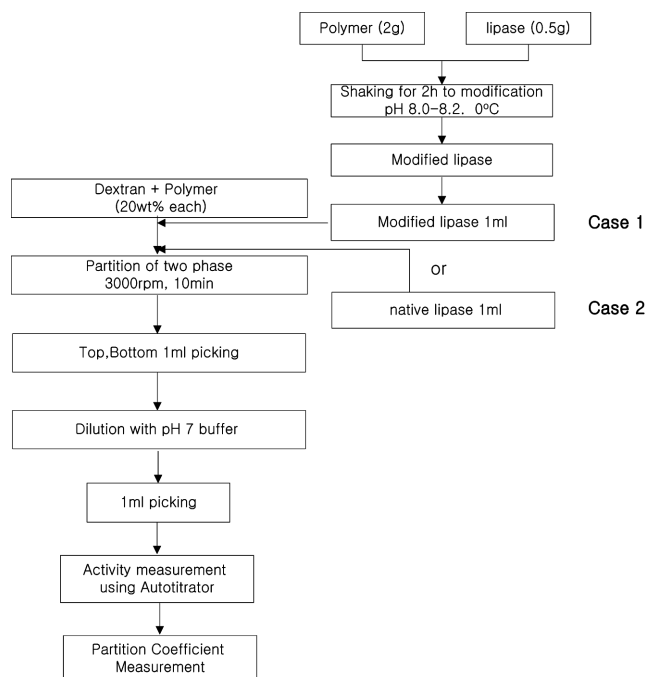 Polymer (2g)
lipase (0.5g)
Shaking for 2h to modification
pH 8.0-8.2. 0ºC
Modified lipase
Dextran + Polymer
(20wt% each)
Modified lipase 1ml
Case 1
Partition of two phase
3000rpm, 10min
or
native lipase 1ml
Case 2
Top,Bottom 1ml picking
Dilution with pH 7 buffer
1ml picking
Activity measurement
using Autotitrator
Partition Coefficient
Measurement